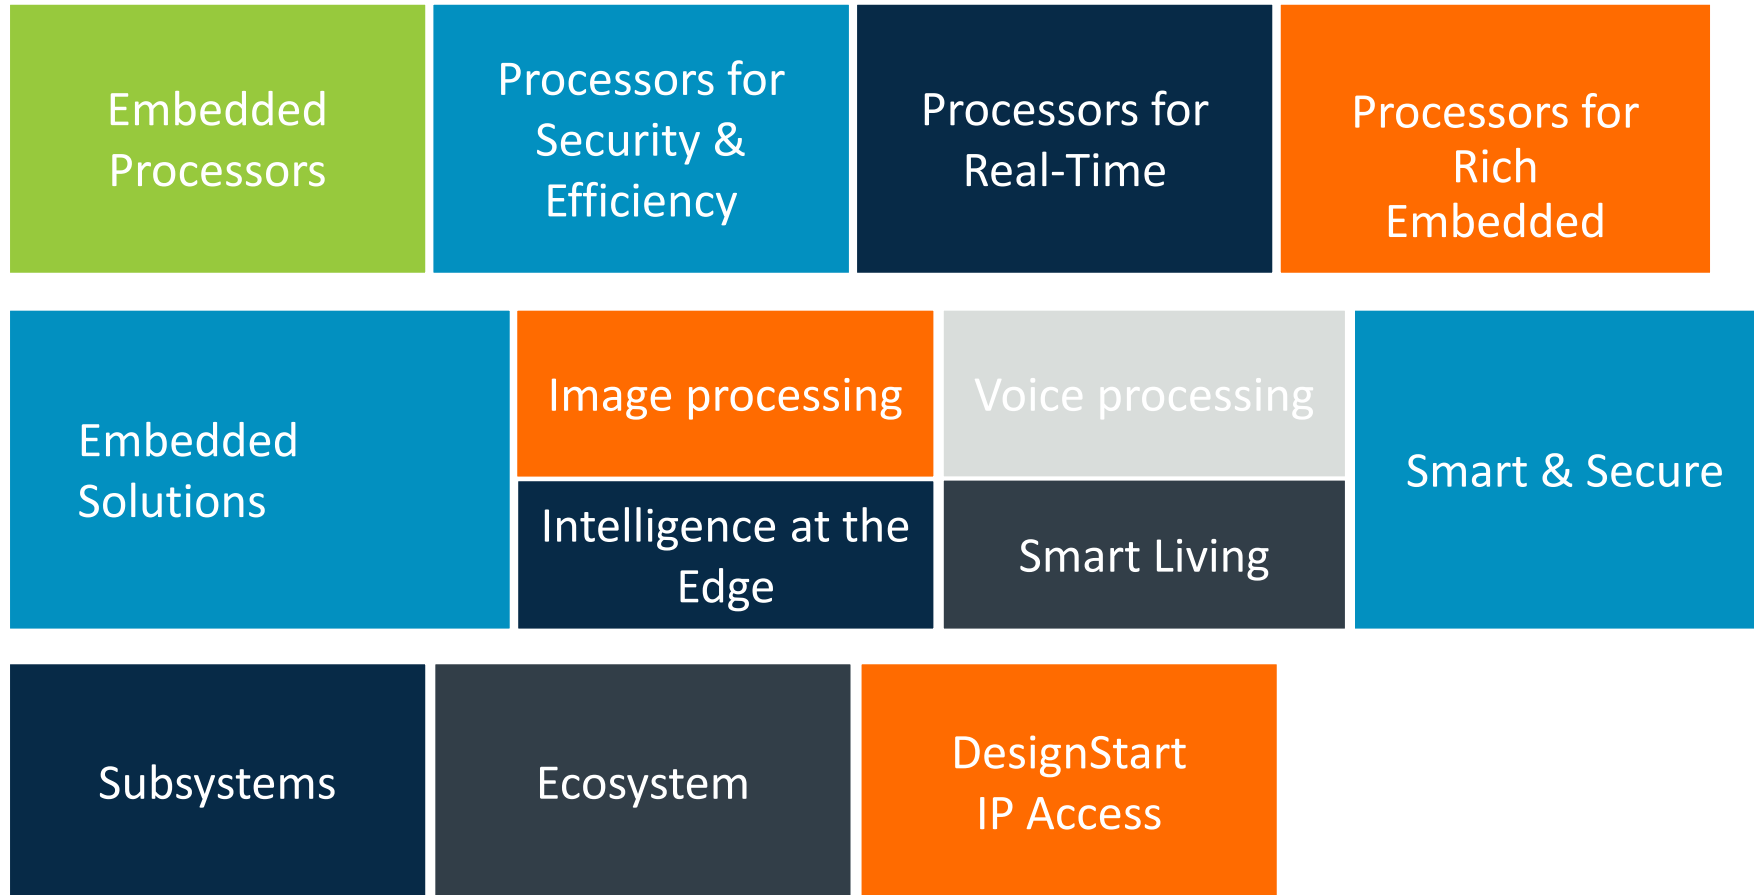 Embedded
Processors
Processors for
Security &
Efficiency
Processors for
Real-Time
Processors for
Rich
Embedded
Embedded
Solutions
Image processing
Voice processing
Intelligence at the
Edge
Smart Living
Smart & Secure
Subsystems
Ecosystem
DesignStart
IP Access